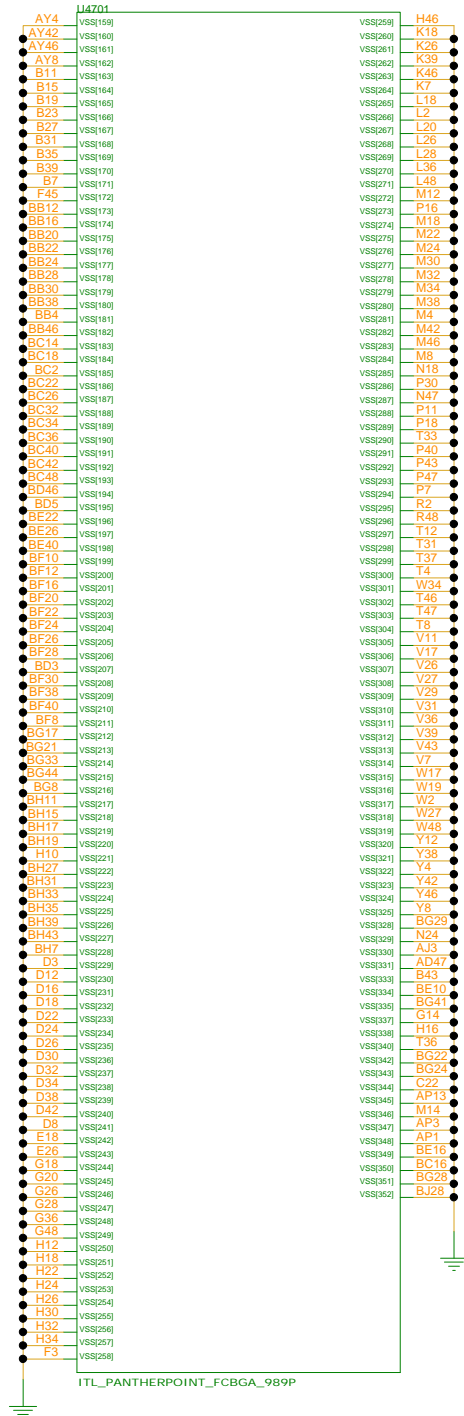 U4701
AY4 VSS[159]
AY42 VSS[160]
AY46 VSS[161]
AY8 VSS[162]
B11 VSS[163]
B15 VSS[164]
B19 VSS[165]
B23 VSS[166]
B27 VSS[167]
B31 VSS[168]
B35 VSS[169]
B39 VSS[170]
B7 VSS[171]
F45 VSS[172]
BB12 VSS[173]
BB16 VSS[174]
BB20 VSS[175]
BB22 VSS[176]
BB24 VSS[177]
BB28 VSS[178]
BB30 VSS[179]
BB38 VSS[180]
BB4 VSS[181]
BB46 VSS[182]
BC14 VSS[183]
BC18 VSS[184]
BC2 VSS[185]
BC22 VSS[186]
BC26 VSS[187]
BC32 VSS[188]
BC34 VSS[189]
BC36 VSS[190]
BC40 VSS[191]
BC42 VSS[192]
BC48 VSS[193]
BD46 VSS[194]
BD5 VSS[195]
BE22 VSS[196]
BE26 VSS[197]
BE40 VSS[198]
BF10 VSS[199]
BF12 VSS[200]
BF16 VSS[201]
BF20 VSS[202]
BF22 VSS[203]
BF24 VSS[204]
BF26 VSS[205]
BF28 VSS[206]
BD3 VSS[207]
BF30 VSS[208]
BF38 VSS[209]
BF40 VSS[210]
BF8 VSS[211]
BG17 VSS[212]
BG21 VSS[213]
BG33 VSS[214]
BG44 VSS[215]
BG8 VSS[216]
BH11 VSS[217]
BH15 VSS[218]
BH17 VSS[219]
BH19 VSS[220]
H10 VSS[221]
BH27 VSS[222]
BH31 VSS[223]
BH33 VSS[224]
BH35 VSS[225]
BH39 VSS[226]
BH43 VSS[227]
BH7 VSS[228]
D3 VSS[229]
D12 VSS[230]
D16 VSS[231]
D18 VSS[232]
D22 VSS[233]
D24 VSS[234]
D26 VSS[235]
D30 VSS[236]
D32 VSS[237]
D34 VSS[238]
D38 VSS[239]
D42 VSS[240]
D8 VSS[241]
E18 VSS[242]
E26 VSS[243]
G18 VSS[244]
G20 VSS[245]
G26 VSS[246]
G28 VSS[247]
G36 VSS[248]
G48 VSS[249]
H12 VSS[250]
H18 VSS[251]
H22 VSS[252]
H24 VSS[253]
H26 VSS[254]
H30 VSS[255]
H32 VSS[256]
H34 VSS[257]
F3 VSS[258]
VSS[259] H46
VSS[260] K18
VSS[261] K26
VSS[262] K39
VSS[263] K46
VSS[264] K7
VSS[265] L18
VSS[266] L2
VSS[267] L20
VSS[268] L26
VSS[269] L28
VSS[270] L36
VSS[271] L48
VSS[272] M12
VSS[273] P16
VSS[274] M18
VSS[275] M22
VSS[276] M24
VSS[277] M30
VSS[278] M32
VSS[279] M34
VSS[280] M38
VSS[281] M4
VSS[282] M42
VSS[283] M46
VSS[284] M8
VSS[285] N18
VSS[286] P30
VSS[287] N47
VSS[288] P11
VSS[289] P18
VSS[290] T33
VSS[291] P40
VSS[292] P43
VSS[293] P47
VSS[294] P7
VSS[295] R2
VSS[296] R48
VSS[297] T12
VSS[298] T31
VSS[299] T37
VSS[300] T4
VSS[301] W34
VSS[302] T46
VSS[303] T47
VSS[304] T8
VSS[305] V11
VSS[306] V17
VSS[307] V26
VSS[308] V27
VSS[309] V29
VSS[310] V31
VSS[311] V36
VSS[312] V39
VSS[313] V43
VSS[314] V7
VSS[315] W17
VSS[316] W19
VSS[317] W2
VSS[318] W27
VSS[319] W48
VSS[320] Y12
VSS[321] Y38
VSS[322] Y4
VSS[323] Y42
VSS[324] Y46
VSS[325] Y8
VSS[328] BG29
VSS[329] N24
VSS[330] AJ3
VSS[331] AD47
VSS[333] B43
VSS[334] BE10
VSS[335] BG41
VSS[337] G14
VSS[338] H16
VSS[340] T36
VSS[342] BG22
VSS[343] BG24
VSS[344] C22
VSS[345] AP13
VSS[346] M14
VSS[347] AP3
VSS[348] AP1
VSS[349] BE16
VSS[350] BC16
VSS[351] BG28
VSS[352] BJ28
ITL_PANTHERPOINT_FCBGA_989P